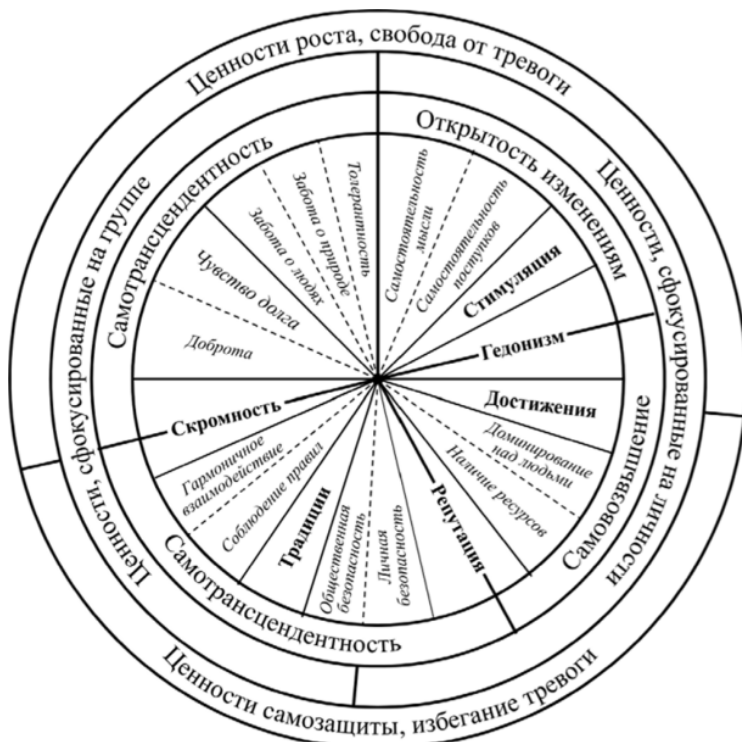 Ценности роста, свобода от тревоги
Ценности, сфокусированные на группе
Ценности, сфокусированные на личности
Ценности самозащиты, избегание тревоги
Самотрансцендентность
Открытость изменениям
Самовозвышение
Самотрансцендентность
Самостоятельность
мысли
Самостоятельность
поступков
Стимуляция
Гедонизм
Достижения
Доминирование
над людьми
Наличие ресурсов
Репутация
Личная
безопасность
Общественная
безопасность
Традиции
Соблюдение правил
Гармоничное
взаимодействие
Скромность
Доброта
Чувство долга
Забота о людях
Забота о природе
Толерантность